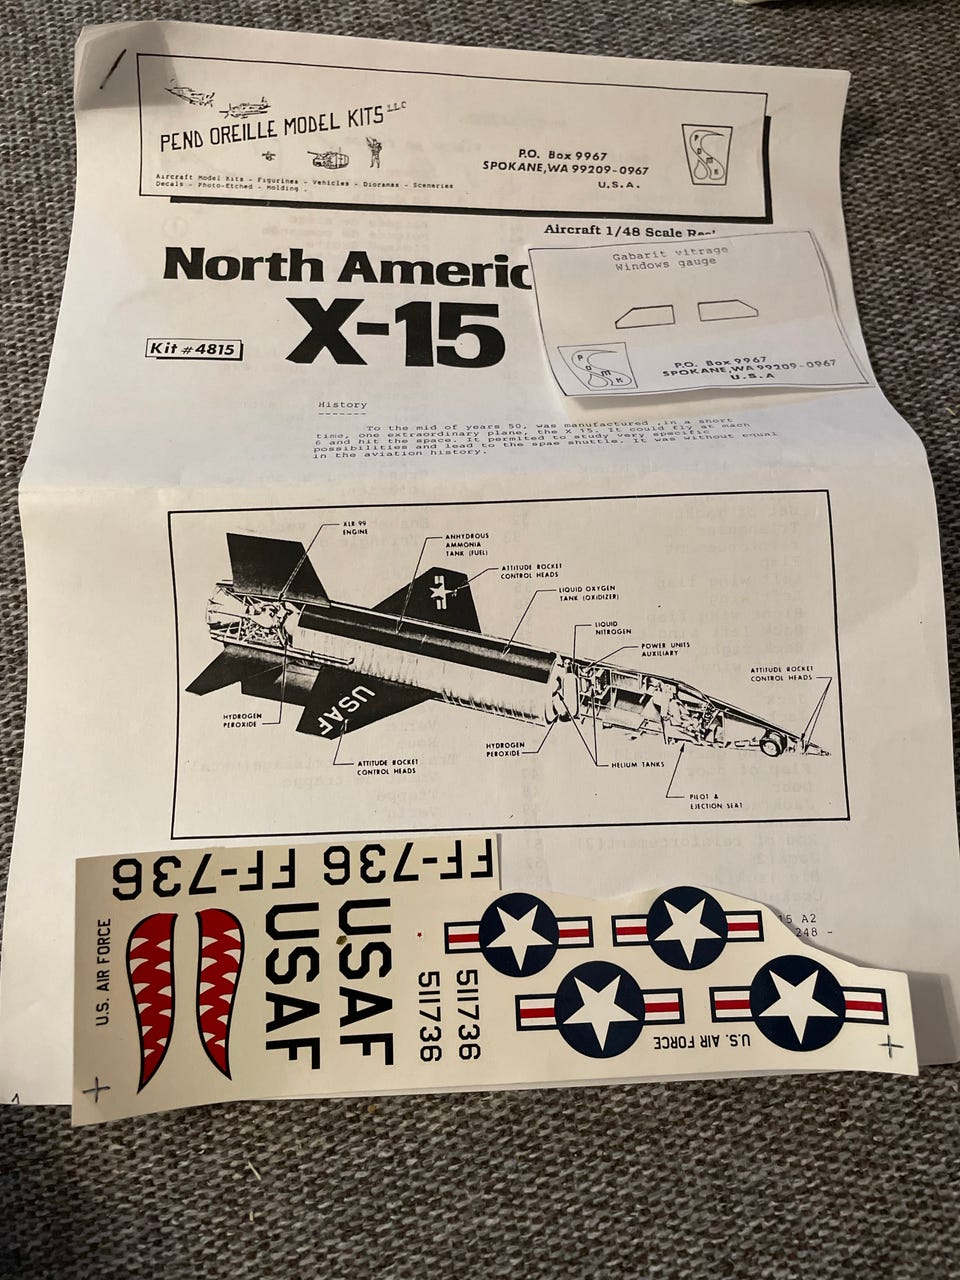 PEND OREILLE MODEL KITS LLC
P.O. Box 9967
SPOKANE, WA 99209-0967
U.S.A.
Aircraft Model Kits - Figurines - Vehicles - Dioramas - Sceneries
Decals - Photo-Etched - Molding
P
O
M
K
Aircraft 1/48 Scale
North Americ
X-15
Kit #4815
Gabarit vitrage
Windows gauge
P
O
M
K
P.O. Box 9967
SPOKANE, WA 99209-0967
U.S.A
History
To the mid of years 50, was manufactured ,in a short
time, one extraordinary plane, the X 15. It could fly at mach
6 and hit the space. It permited to study very specific
possibilities and lead to the spae shuttle. It was without equal
in the aviation history.
XLR 99
ENGINE
ANHYDROUS
AMMONIA
TANK (FUEL)
ATTITUDE ROCKET
CONTROL HEADS
LIQUID OXYGEN
TANK (OXIDIZER)
LIQUID
NITROGEN
POWER UNITS
AUXILIARY
ATTITUDE ROCKET
CONTROL HEADS
USAF
HYDROGEN
PEROXIDE
ATTITUDE ROCKET
CONTROL HEADS
HYDROGEN
PEROXIDE
HELIUM TANKS
PILOT &
EJECTION SEAT
15 A2
248 -
FF-736 FF-736
U.S. AIR FORCE
USAF
USAF
511736
511736
U.S. AIR FORCE